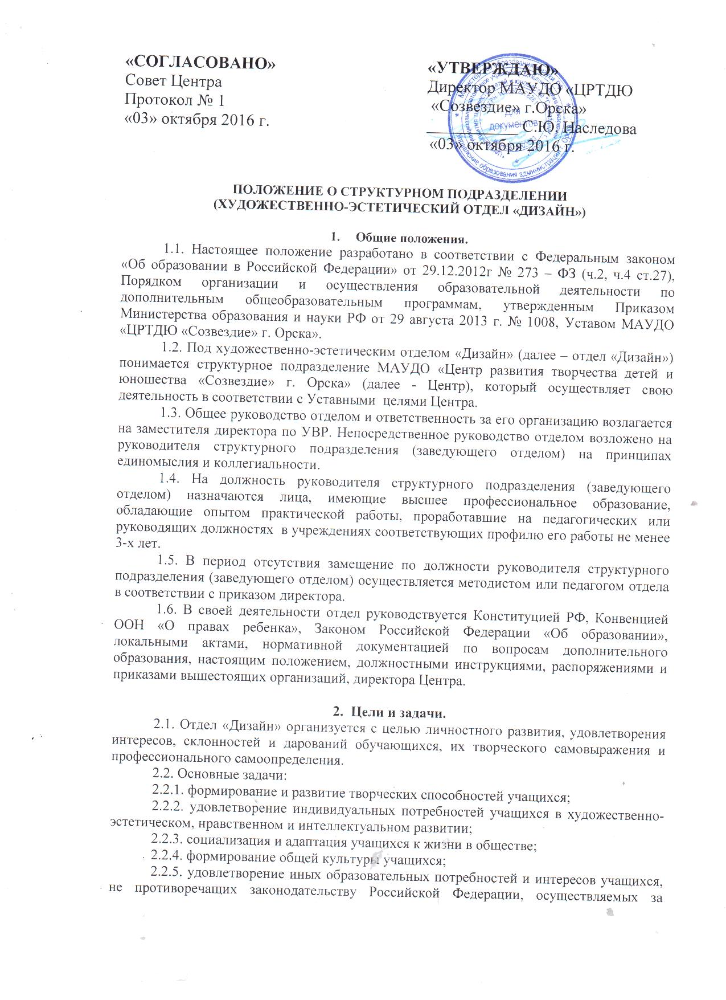 «СОГЛАСОВАНО»
Совет Центра
Протокол № 1
«03» октября 2016 г.
«УТВЕРЖДАЮ»
Директор МАУДО «ЦРТДЮ
«Созвездие» г.Орска»
____________ С.Ю. Наследова
«03» октября 2016 г.
Для
документов
Управление образования администрации г. Орска
ПОЛОЖЕНИЕ О СТРУКТУРНОМ ПОДРАЗДЕЛЕНИИ
(ХУДОЖЕСТВЕННО-ЭСТЕТИЧЕСКИЙ ОТДЕЛ «ДИЗАЙН»)
1. Общие положения.
1.1. Настоящее положение разработано в соответствии с Федеральным законом
«Об образовании в Российской Федерации» от 29.12.2012г № 273 – ФЗ (ч.2, ч.4 ст.27),
Порядком организации и осуществления образовательной деятельности по
дополнительным общеобразовательным программам, утвержденным Приказом
Министерства образования и науки РФ от 29 августа 2013 г. № 1008, Уставом МАУДО
«ЦРТДЮ «Созвездие» г. Орска».
1.2. Под художественно-эстетическим отделом «Дизайн» (далее – отдел «Дизайн»)
понимается структурное подразделение МАУДО «Центр развития творчества детей и
юношества «Созвездие» г. Орска» (далее - Центр), который осуществляет свою
деятельность в соответствии с Уставными целями Центра.
1.3. Общее руководство отделом и ответственность за его организацию возлагается
на заместителя директора по УВР. Непосредственное руководство отделом возложено на
руководителя структурного подразделения (заведующего отделом) на принципах
единомыслия и коллегиальности.
1.4. На должность руководителя структурного подразделения (заведующего
отделом) назначаются лица, имеющие высшее профессиональное образование,
обладающие опытом практической работы, проработавшие на педагогических или
руководящих должностях в учреждениях соответствующих профилю его работы не менее
3-х лет.
1.5. В период отсутствия замещение по должности руководителя структурного
подразделения (заведующего отделом) осуществляется методистом или педагогом отдела
в соответствии с приказом директора.
1.6. В своей деятельности отдел руководствуется Конституцией РФ, Конвенцией
ООН «О правах ребенка», Законом Российской Федерации «Об образовании»,
локальными актами, нормативной документацией по вопросам дополнительного
образования, настоящим положением, должностными инструкциями, распоряжениями и
приказами вышестоящих организаций, директора Центра.
2. Цели и задачи.
2.1. Отдел «Дизайн» организуется с целью личностного развития, удовлетворения
интересов, склонностей и дарований обучающихся, их творческого самовыражения и
профессионального самоопределения.
2.2. Основные задачи:
2.2.1. формирование и развитие творческих способностей учащихся;
2.2.2. удовлетворение индивидуальных потребностей учащихся в художественно-
эстетическом, нравственном и интеллектуальном развитии;
2.2.3. социализация и адаптация учащихся к жизни в обществе;
2.2.4. формирование общей культуры учащихся;
2.2.5. удовлетворение иных образовательных потребностей и интересов учащихся,
не противоречащих законодательству Российской Федерации, осуществляемых за